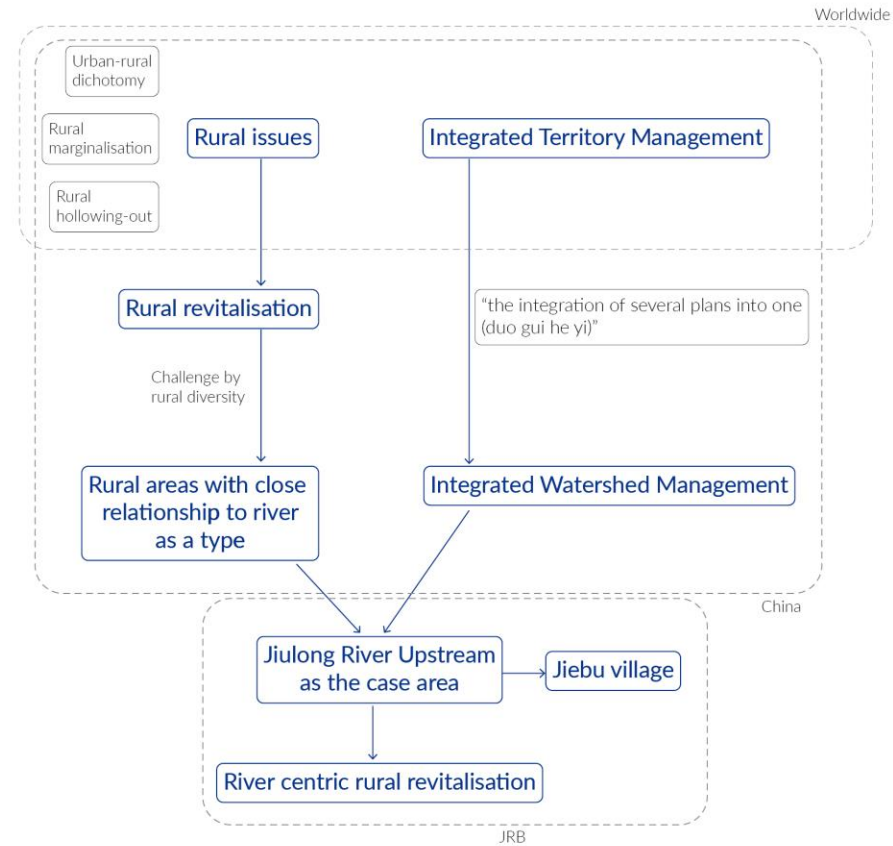 Worldwide
Urban-rural
dichotomy
Rural
marginalisation
Rural
hollowing-out
Rural issues
Integrated Territory Management
Rural revitalisation
“the integration of several plans into one
(duo gui he yi)”
Challenge by
rural diversity
Rural areas with close
relationship to river
as a type
Integrated Watershed Management
China
Jiulong River Upstream
as the case area
Jiebu village
River centric rural revitalisation
JRB